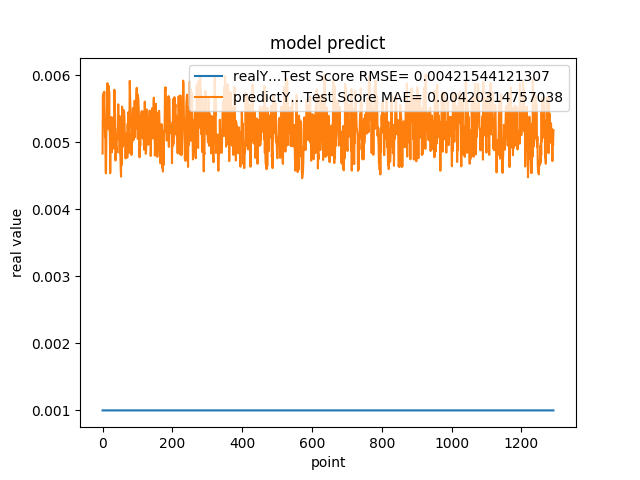 model predict
realY...Test Score RMSE= 0.00421544121307
predictY...Test Score MAE= 0.00420314757038
0.006
0.005
0.004
0.003
0.002
0.001
real value
0 200 400 600 800 1000 1200
point